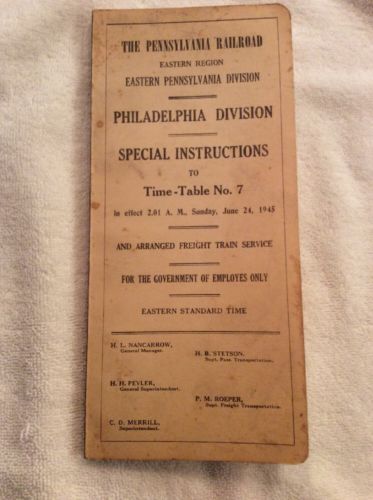 THE PENNSYLVANIA RAILROAD
EASTERN REGION
EASTERN PENNSYLVANIA DIVISION
PHILADELPHIA DIVISION
SPECIAL INSTRUCTIONS
TO
Time-Table No. 7
In effect 2.01 A. M., Sunday, June 24, 1945
AND ARRANGED FREIGHT TRAIN SERVICE
FOR THE GOVERNMENT OF EMPLOYES ONLY
EASTERN STANDARD TIME
H. L. NANCARROW,
General Manager.
H. B. STETSON,
Supt. Pass. Transportation.
H. H. PEVLER,
General Superintendent.
P. M. ROEPER,
Supt. Freight Transportation.
C. D. MERRILL,
Superintendent.